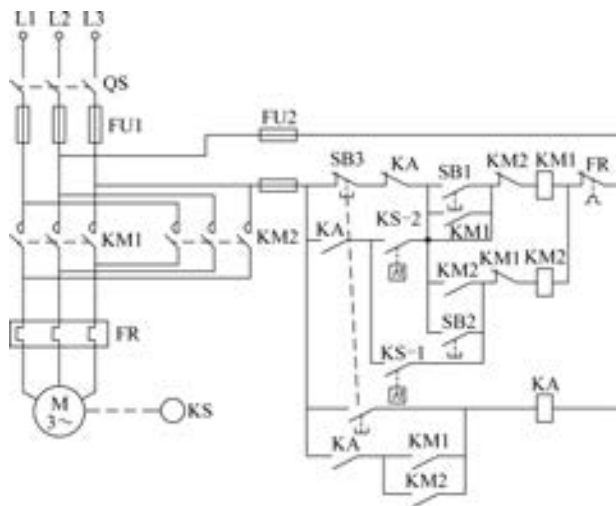 L1 L2 L3
QS
FU1
FU2
SB3 KA SB1 KM2 KM1 FR
KM1
KM1 KM2
KA KS-2
KM2 KM1 KM2
SB2
FR
KS-1
M
3~
KS
KA
KA KM1
KM2